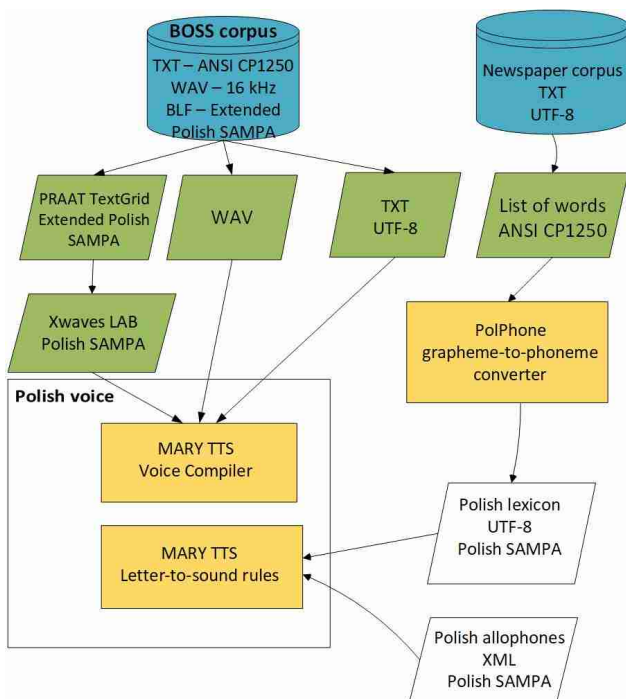 BOSS corpus
TXT – ANSI CP1250
WAV – 16 kHz
BLF – Extended
Polish SAMPA
Newspaper corpus
TXT
UTF-8
PRAAT TextGrid
Extended Polish
SAMPA
WAV
TXT
UTF-8
List of words
ANSI CP1250
Xwaves LAB
Polish SAMPA
PolPhone
grapheme-to-phoneme
converter
Polish voice
MARY TTS
Voice Compiler
Polish lexicon
UTF-8
Polish SAMPA
MARY TTS
Letter-to-sound rules
Polish allophones
XML
Polish SAMPA